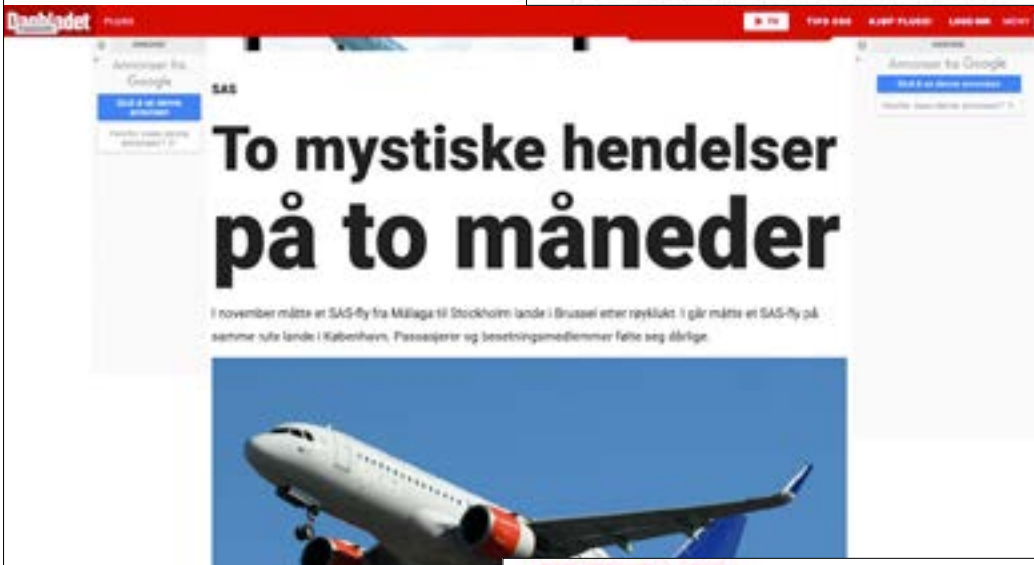 Dagbladet PLUSS TV TIPS OSS KJØP PLUSS! LOGG INN MENY
Annonser fra
Google
Annonser fra Google
SAS
To mystiske hendelser
på to måneder
I november måtte et SAS-fly fra Málaga til Stockholm lande i Brussel etter røyklukt. I går måtte et SAS-fly på
samme rute lande i København. Passasjerer og besetningsmedlemmer følte seg dårlige.